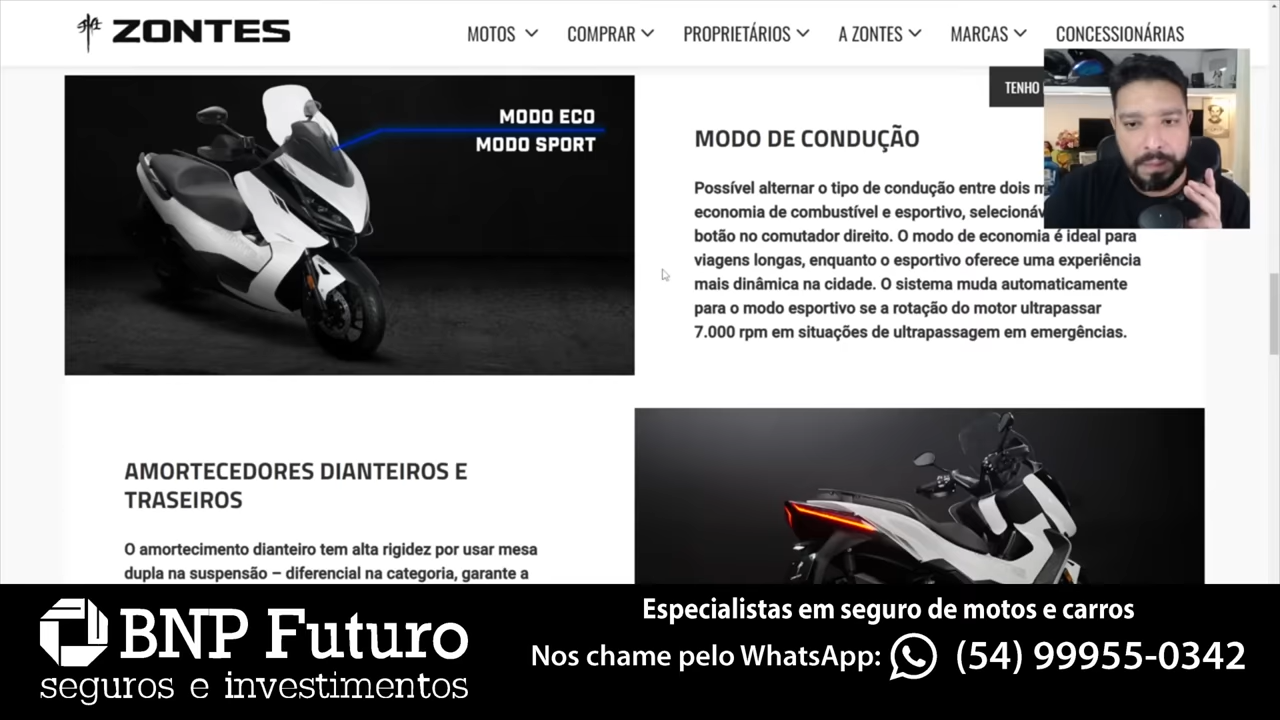 ZONTES
MOTOS
COMPRAR
PROPRIETÁRIOS
A ZONTES
MARCAS
CONCESSIONÁRIAS
TENHO
MODO ECO
MODO SPORT
MODO DE CONDUÇÃO
Possível alternar o tipo de condução entre dois
economia de combustível e esportivo,
botão no comutador direito. O modo de economia é ideal para
viagens longas, enquanto o esportivo oferece uma experiência
mais dinâmica na cidade. O sistema muda automaticamente
para o modo esportivo se a rotação do motor ultrapassar
7.000 rpm em situações de ultrapassagem em emergências.
AMORTECEDORES DIANTEIROS E
TRASEIROS
O amortecimento dianteiro tem alta rigidez por usar mesa
dupla na suspensão – diferencial na categoria, garante a
BNP Futuro
seguros e investimentos
Especialistas em seguro de motos e carros
Nos chame pelo WhatsApp: (54) 99955-0342